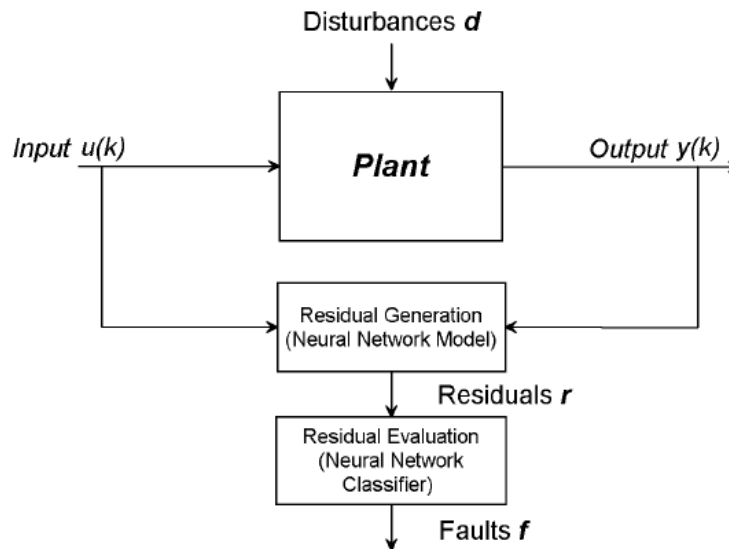 Disturbances d
Input u(k)
Plant
Output y(k)
Residual Generation
(Neural Network Model)
Residuals r
Residual Evaluation
(Neural Network
Classifier)
Faults f